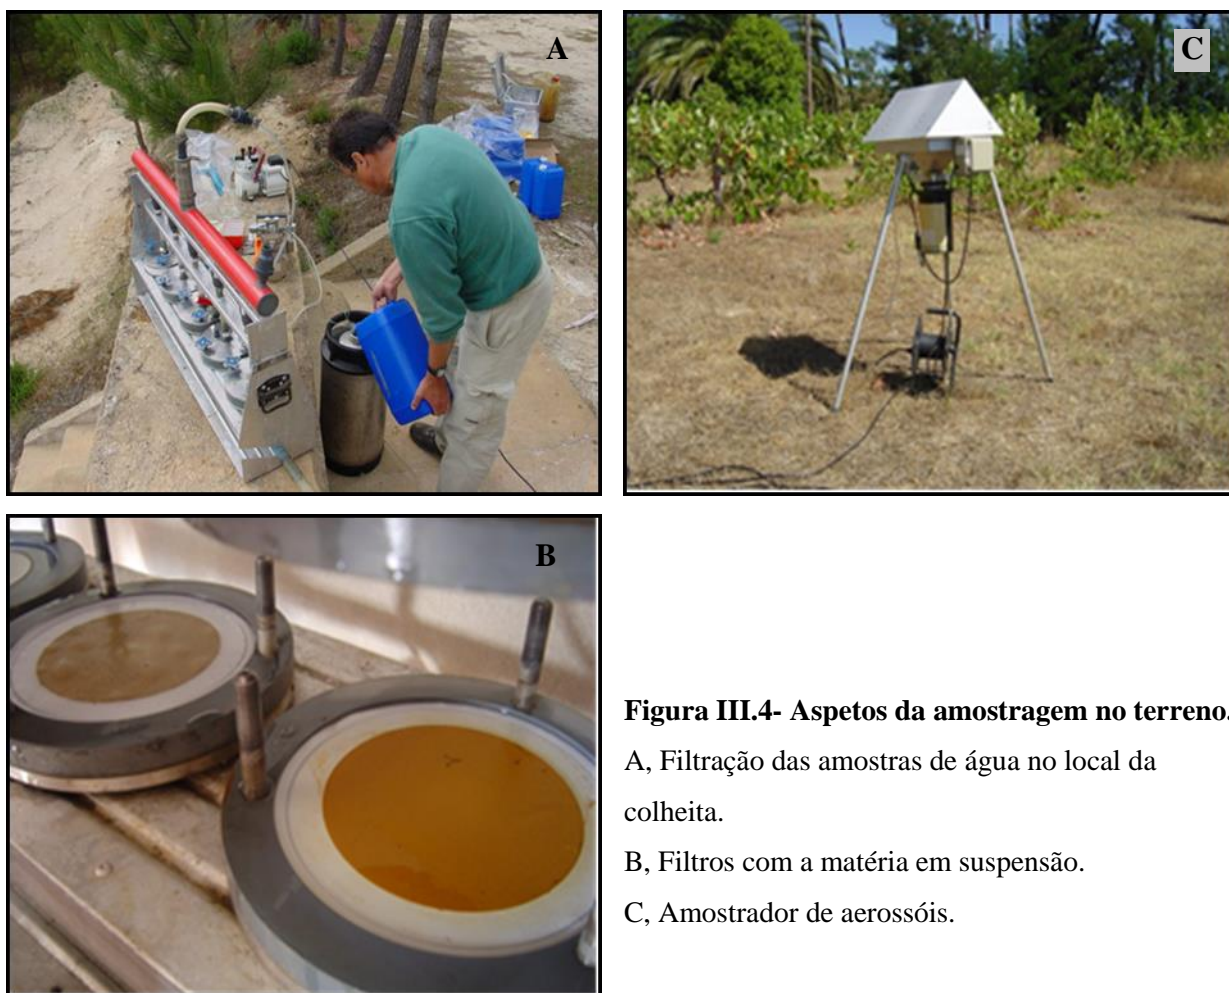 A
C
B
Figura III.4- Aspetos da amostragem no terreno.
A, Filtração das amostras de água no local da
colheita.
B, Filtros com a matéria em suspensão.
C, Amostrador de aerossóis.